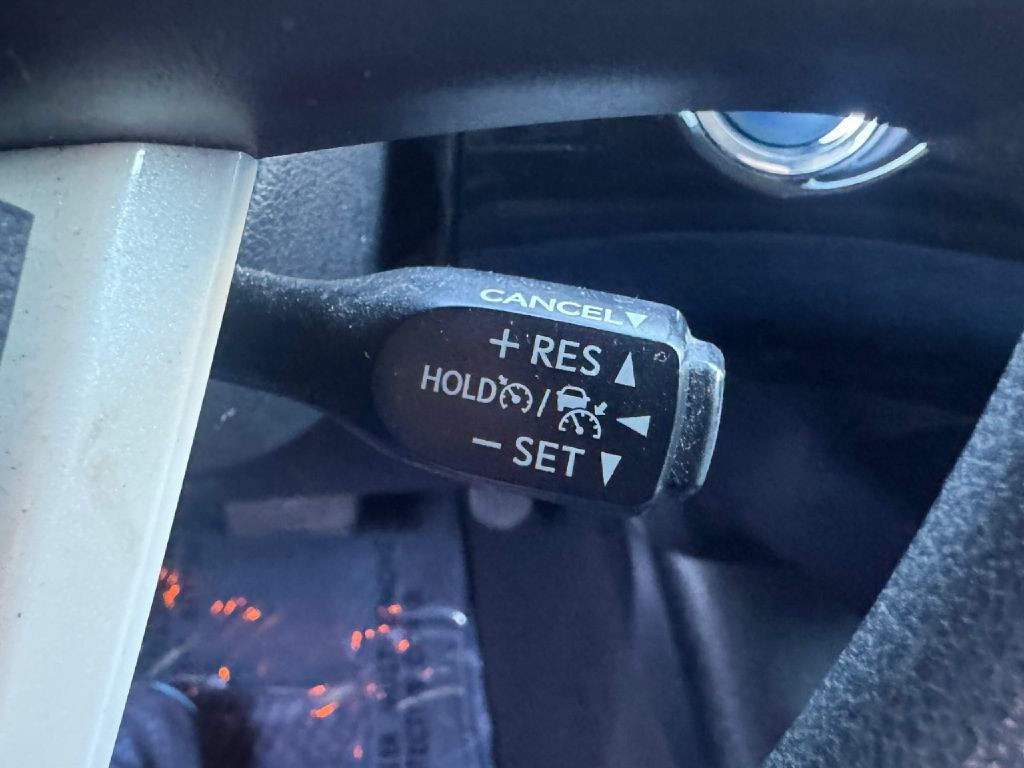 CANCEL▼
+ RES ▲
HOLD /
− SET ▼